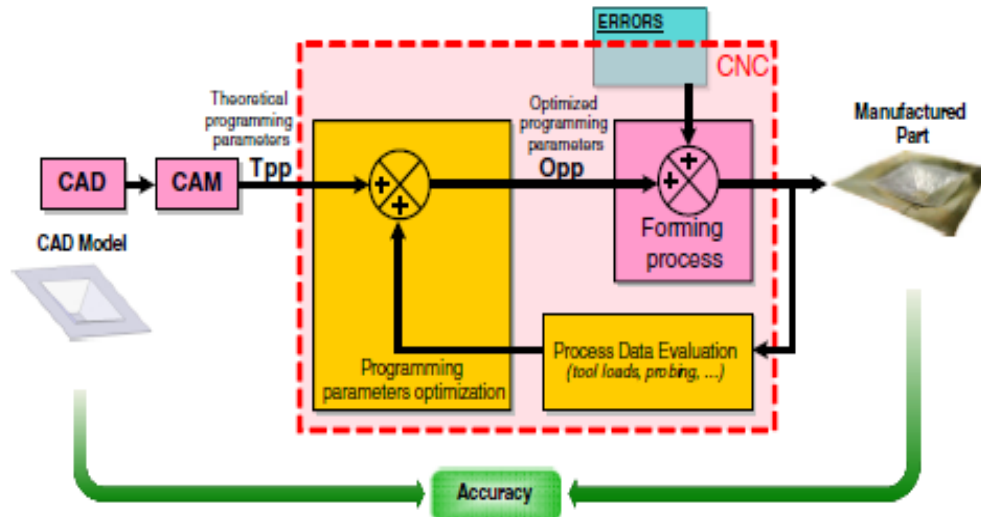 ERRORS
CNC
Theoretical
programming
parameters
Tpp
Optimized
programming
parameters
Opp
Manufactured
Part
CAD
CAM
+
+
+
+
Forming
process
CAD Model
Process Data Evaluation
(tool loads, probing, ...)
Programming
parameters optimization
Accuracy